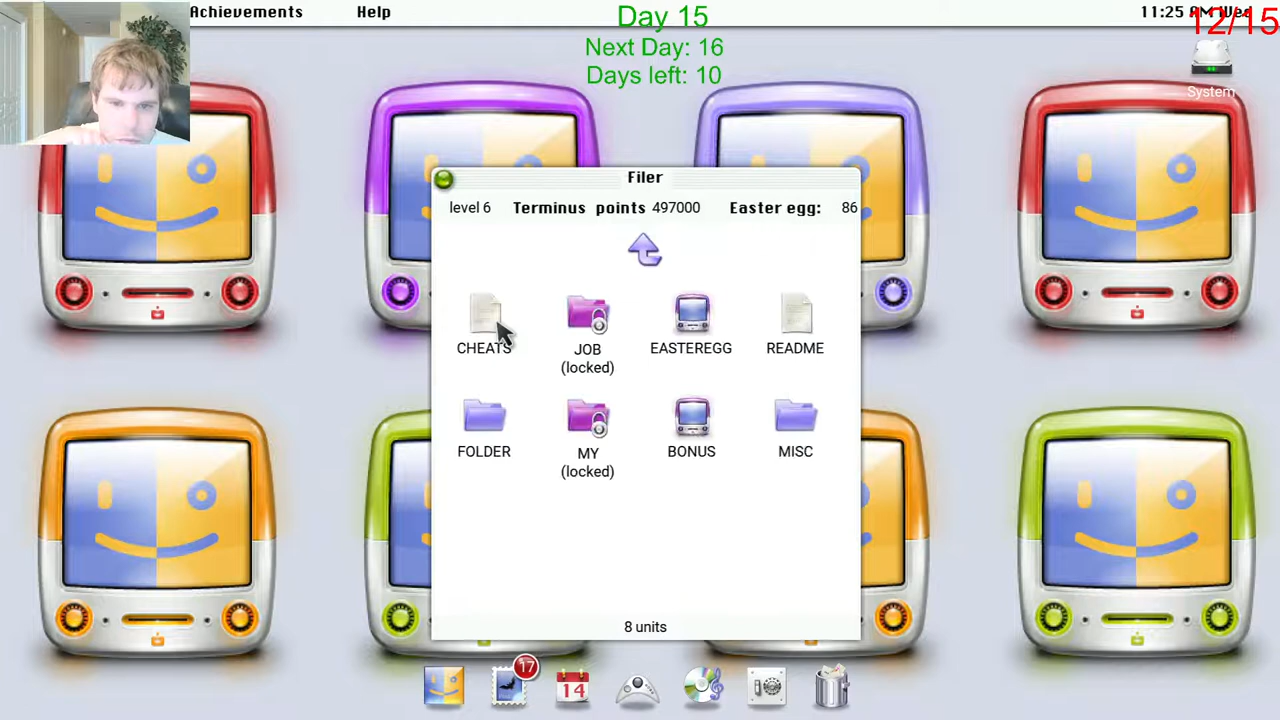 Achievements Help
Day 15
Next Day: 16
Days left: 10
11:25 AM Wed
12/15
System
Filer
level 6 Terminus points 497000 Easter egg: 86
CHEATS
JOB
(locked)
EASTEREGG
README
FOLDER
MY
(locked)
BONUS
MISC
8 units
17
14